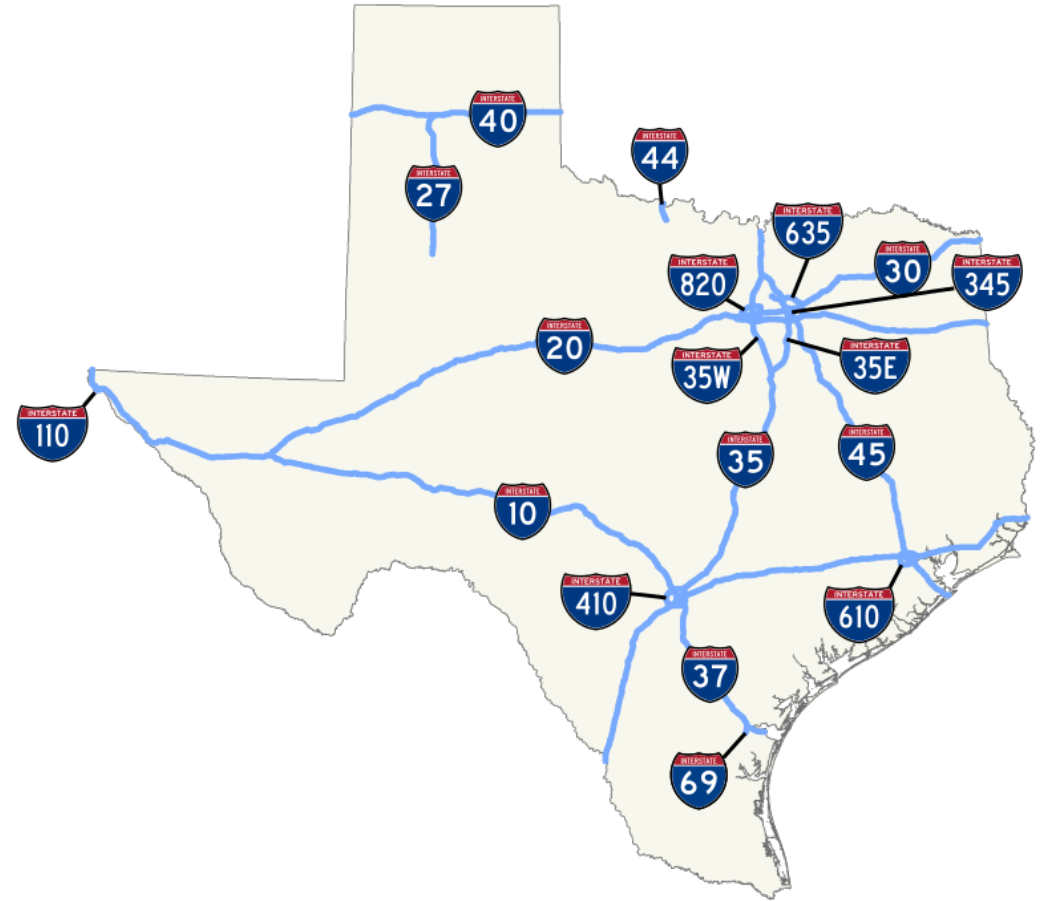 INTERSTATE
40
INTERSTATE
44
INTERSTATE
27
INTERSTATE
635
INTERSTATE
30
INTERSTATE
820
INTERSTATE
345
INTERSTATE
20
INTERSTATE
35W
INTERSTATE
35E
INTERSTATE
110
INTERSTATE
35
INTERSTATE
45
INTERSTATE
10
INTERSTATE
410
INTERSTATE
610
INTERSTATE
37
INTERSTATE
69